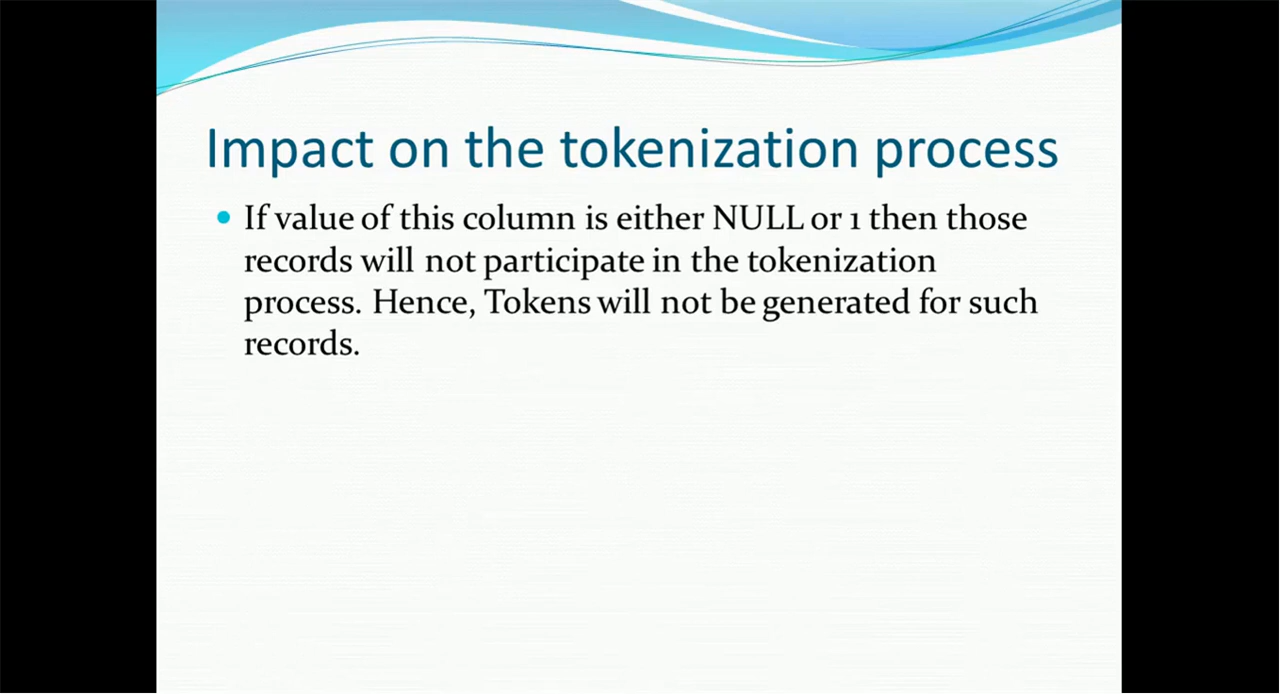 Impact on the tokenization process
• If value of this column is either NULL or 1 then those
records will not participate in the tokenization
process. Hence, Tokens will not be generated for such
records.